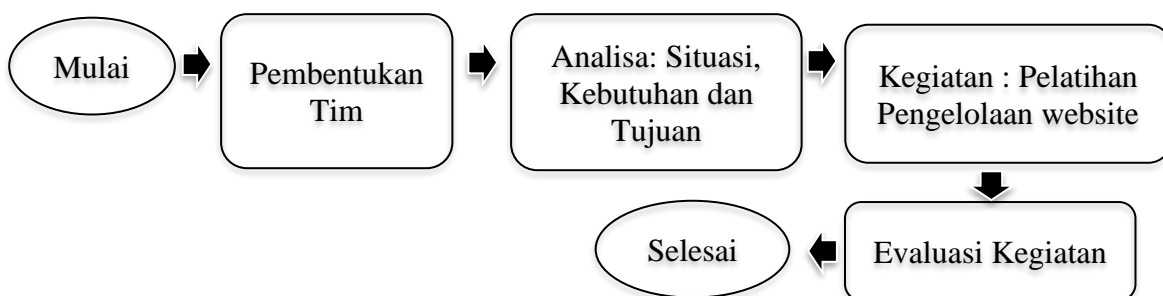 Mulai
Pembentukan
Tim
Analisa: Situasi,
Kebutuhan dan
Tujuan
Kegiatan : Pelatihan
Pengelolaan website
Evaluasi Kegiatan
Selesai